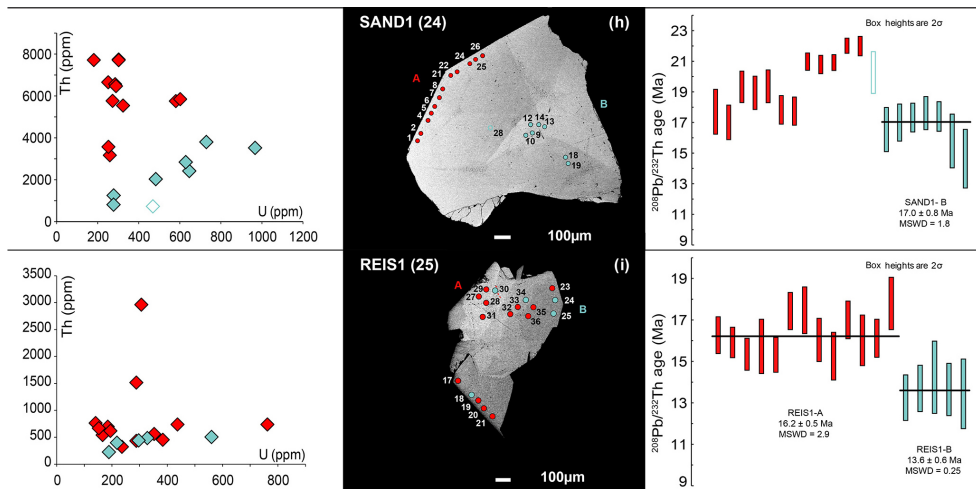 Th (ppm)
8000
6000
4000
2000
0
0
200
400
600
800
1000
1200
U (ppm)
SAND1 (24)
(h)
A
B
26
24
25
22
21
8
7
6
5
4
2
1
28
12
14
13
9
10
18
19
100µm
208Pb/232Th age (Ma)
23
21
19
17
15
13
11
9
Box heights are 2σ
SAND1- B
17.0 ± 0.8 Ma
MSWD = 1.8
Th (ppm)
3500
3000
2500
2000
1500
1000
500
0
0
200
400
600
800
U (ppm)
REIS1 (25)
(i)
A
B
29
30
27
28
31
34
33
32
35
36
23
24
25
17
18
19
20
21
100µm
208Pb/232Th age (Ma)
19
17
15
13
11
9
Box heights are 2σ
REIS1-A
16.2 ± 0.5 Ma
MSWD = 2.9
REIS1-B
13.6 ± 0.6 Ma
MSWD = 0.25